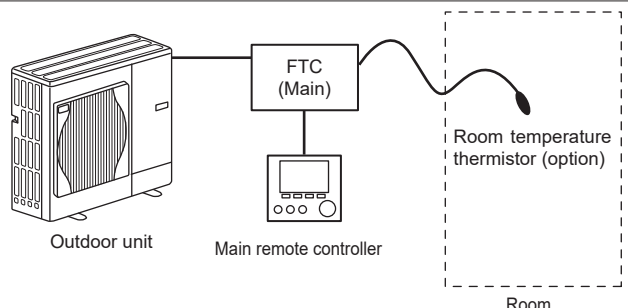 FTC
(Main)
Room temperature
thermistor (option)
Outdoor unit
Main remote controller
Room